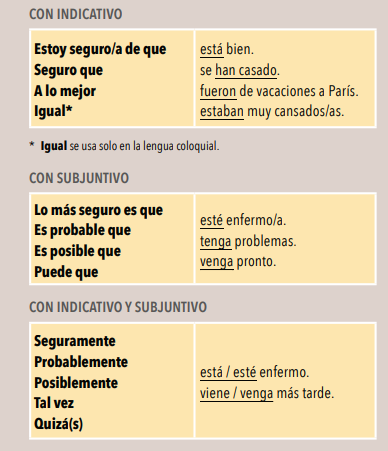 CON INDICATIVO
Estoy seguro/a de que está bien.
Seguro que se han casado.
A lo mejor fueron de vacaciones a París.
Igual* estaban muy cansados/as.
* Igual se usa solo en la lengua coloquial.
CON SUBJUNTIVO
Lo más seguro es que
Es probable que
Es posible que
Puede que
esté enfermo/a.
tenga problemas.
venga pronto.
CON INDICATIVO Y SUBJUNTIVO
Seguramente
Probablemente
Posiblemente
Tal vez
Quizá(s)
está / esté enfermo.
viene / venga más tarde.